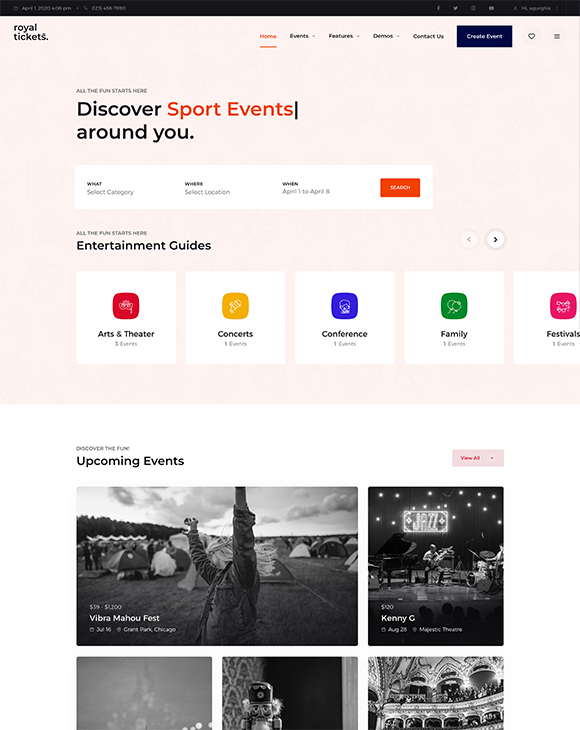 April 1, 2020 4:06 pm (123) 456-7890 Hi, agurghis
royal
tickets.
Home Events Features Demos Contact Us Create Event
ALL THE FUN STARTS HERE
Discover Sport Events|
around you.
WHAT WHERE WHEN
Select Category Select Location April 1 to April 8 SEARCH
ALL THE FUN STARTS HERE
Entertainment Guides
Arts & Theater Concerts Conference Family Festivals
3 Events 1 Events 1 Events 1 Events 1 Events
DISCOVER THE FUN!
Upcoming Events View All +
JAZZ
$39 - $1,200 $120
Vibra Mahou Fest Kenny G
Jul 16 Grant Park, Chicago Aug 28 Majestic Theatre